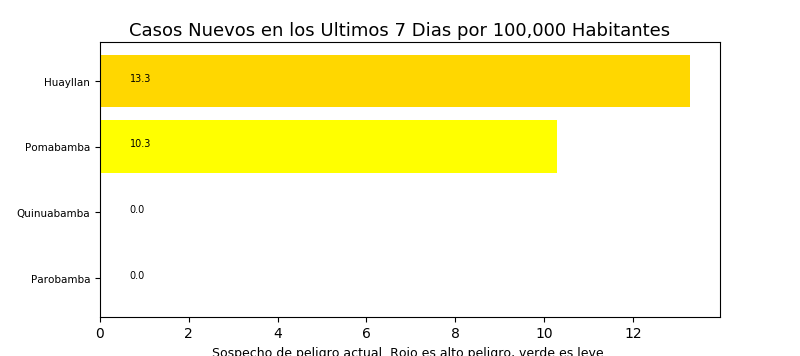 Casos Nuevos en los Ultimos 7 Dias por 100,000 Habitantes
Huayllan 13.3
Pomabamba 10.3
Quinuabamba 0.0
Parobamba 0.0
0 2 4 6 8 10 12
Sospecho de peligro actual. Rojo es alto peligro, verde es leve